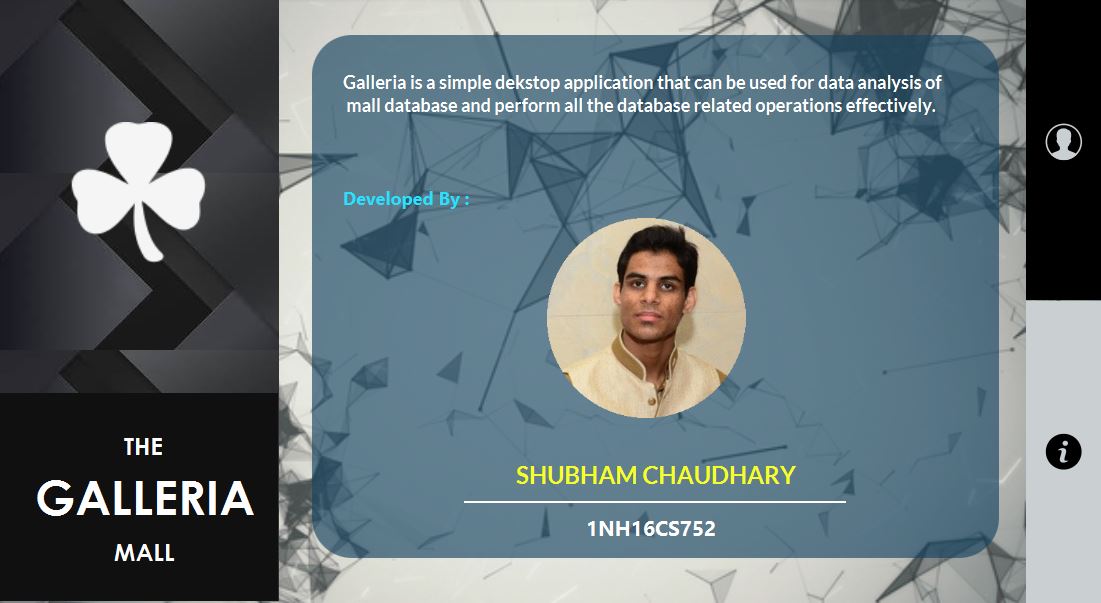 Galleria is a simple dekstop application that can be used for data analysis of
mall database and perform all the database related operations effectively.
Developed By :
SHUBHAM CHAUDHARY
1NH16CS752
THE
GALLERIA
MALL